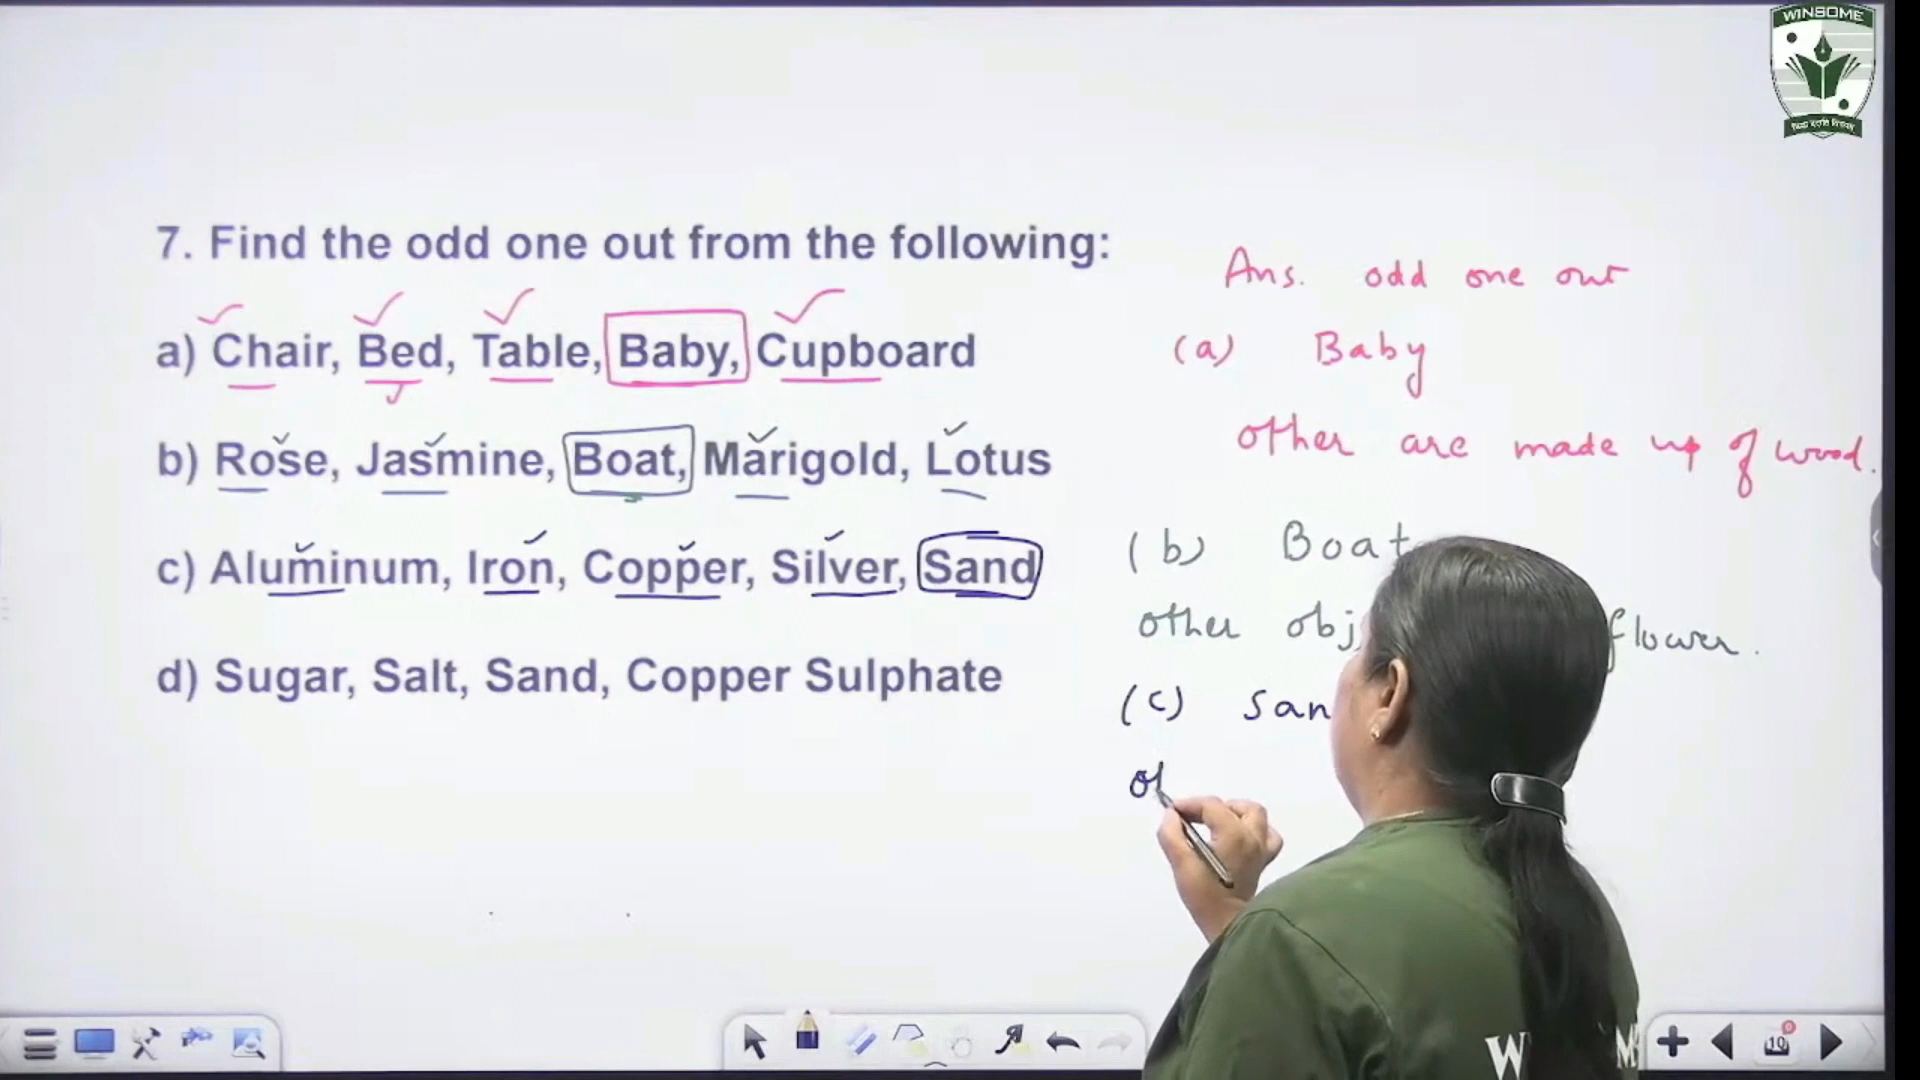 WINSOME
7. Find the odd one out from the following:
a) Chair, Bed, Table, Baby, Cupboard
b) Rose, Jasmine, Boat, Marigold, Lotus
c) Aluminum, Iron, Copper, Silver, Sand
d) Sugar, Salt, Sand, Copper Sulphate
Ans. odd one out
(a) Baby
other are made up of wood.
(b) Boat
other obj flower.
(c) San
ot
W M
10